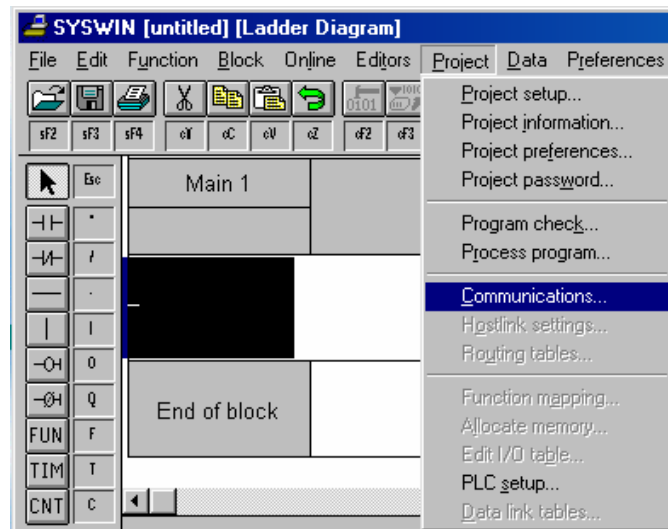 SYSWIN [untitled] [Ladder Diagram]
File Edit Function Block Online Editors Project Data Preferences
sF2 sF3 sF4 cX cC cV cZ cF2 cF3
Project setup...
Project information...
Project preferences...
Project password...
Program check...
Process program...
Communications...
Hostlink settings...
Routing tables...
Function mapping...
Allocate memory...
Edit I/O table...
PLC setup...
Data link tables...
Esc
Main 1
O
Q
End of block
FUN F
TIM T
CNT C